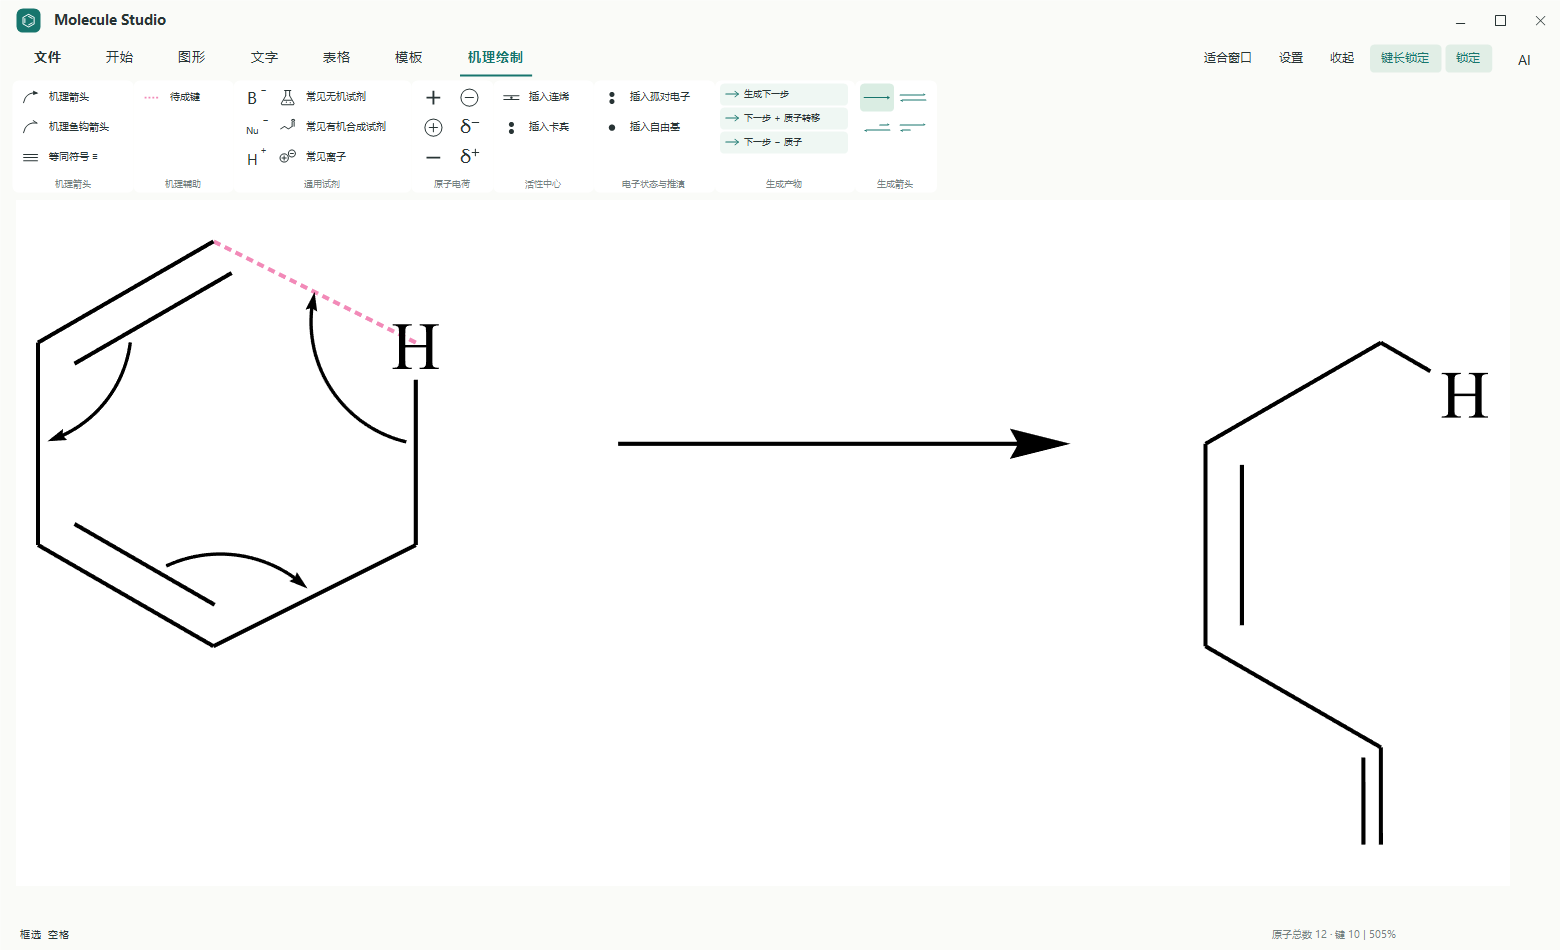 Molecule Studio
文件 开始 图形 文字 表格 模板 机理绘制 适合窗口 设置 收起 键长锁定 锁定 AI
机理箭头 待成键 B⁻ 常见无机试剂 + ⊖ 插入连烯 插入孤对电子 生成下一步
机理鱼钩箭头 Nu⁻ 常见有机合成试剂 ⊕ δ⁻ 插入卡宾 插入自由基 下一步 + 质子转移
等同符号 ≡ H⁺ 常见离子 − δ⁺ 下一步 − 质子
机理箭头 机理辅助 通用试剂 原子电荷 活性中心 电子状态与推演 生成产物 生成箭头
H
H
框选 空格 原子总数 12 · 键 10 | 505%